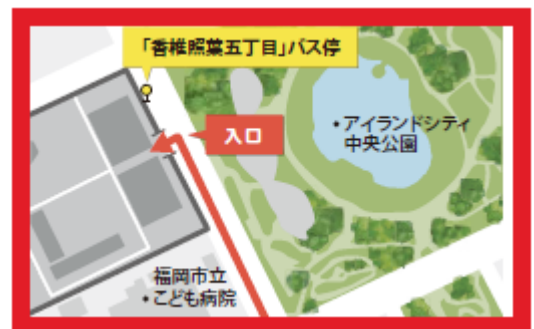 「香椎照葉五丁目」バス停
入口
・アイランドシティ
中央公園
福岡市立
・こども病院